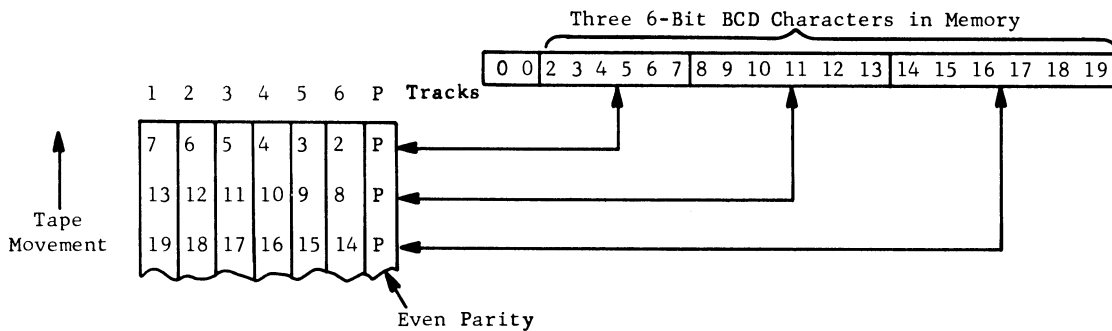 Three 6-Bit BCD Characters in Memory
0 0 2 3 4 5 6 7 8 9 10 11 12 13 14 15 16 17 18 19
1 2 3 4 5 6 P Tracks
7 6 5 4 3 2 P
13 12 11 10 9 8 P
19 18 17 16 15 14 P
Tape
Movement
Even Parity